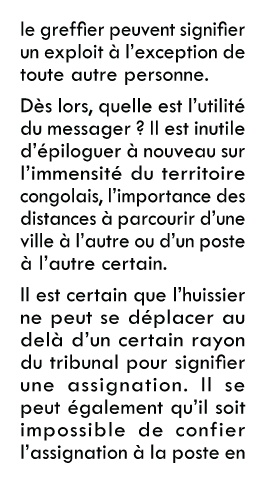 le greffier peuvent signifier
un exploit à l'exception de
toute autre personne.
Dès lors, quelle est l'utilité
du messager ? Il est inutile
d'épiloguer à nouveau sur
l'immensité du territoire
congolais, l'importance des
distances à parcourir d'une
ville à l'autre ou d'un poste
à l'autre certain.
Il est certain que l'huissier
ne peut se déplacer au
delà d'un certain rayon
du tribunal pour signifier
une assignation. Il se
peut également qu'il soit
impossible de confier
l'assignation à la poste en